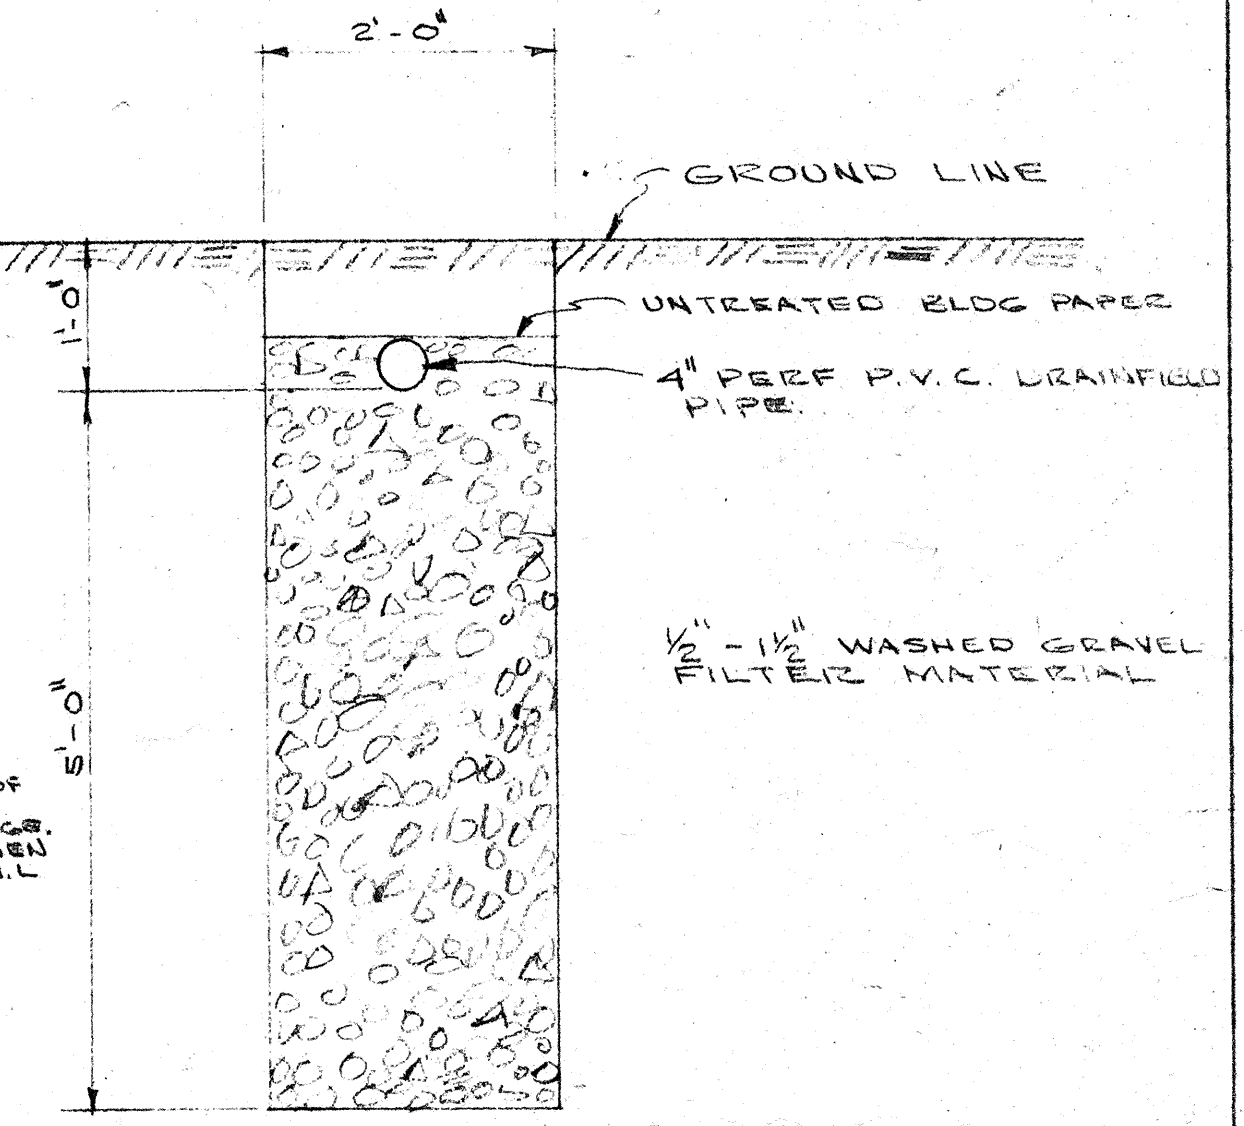 2'-0"
GROUND LINE
1'-0"
UNTREATED BLDG PAPER
4" PERF P.V.C. DRAINFIELD
PIPE.
1/2" - 1 1/2" WASHED GRAVEL
FILTER MATERIAL
5'-0"
OF